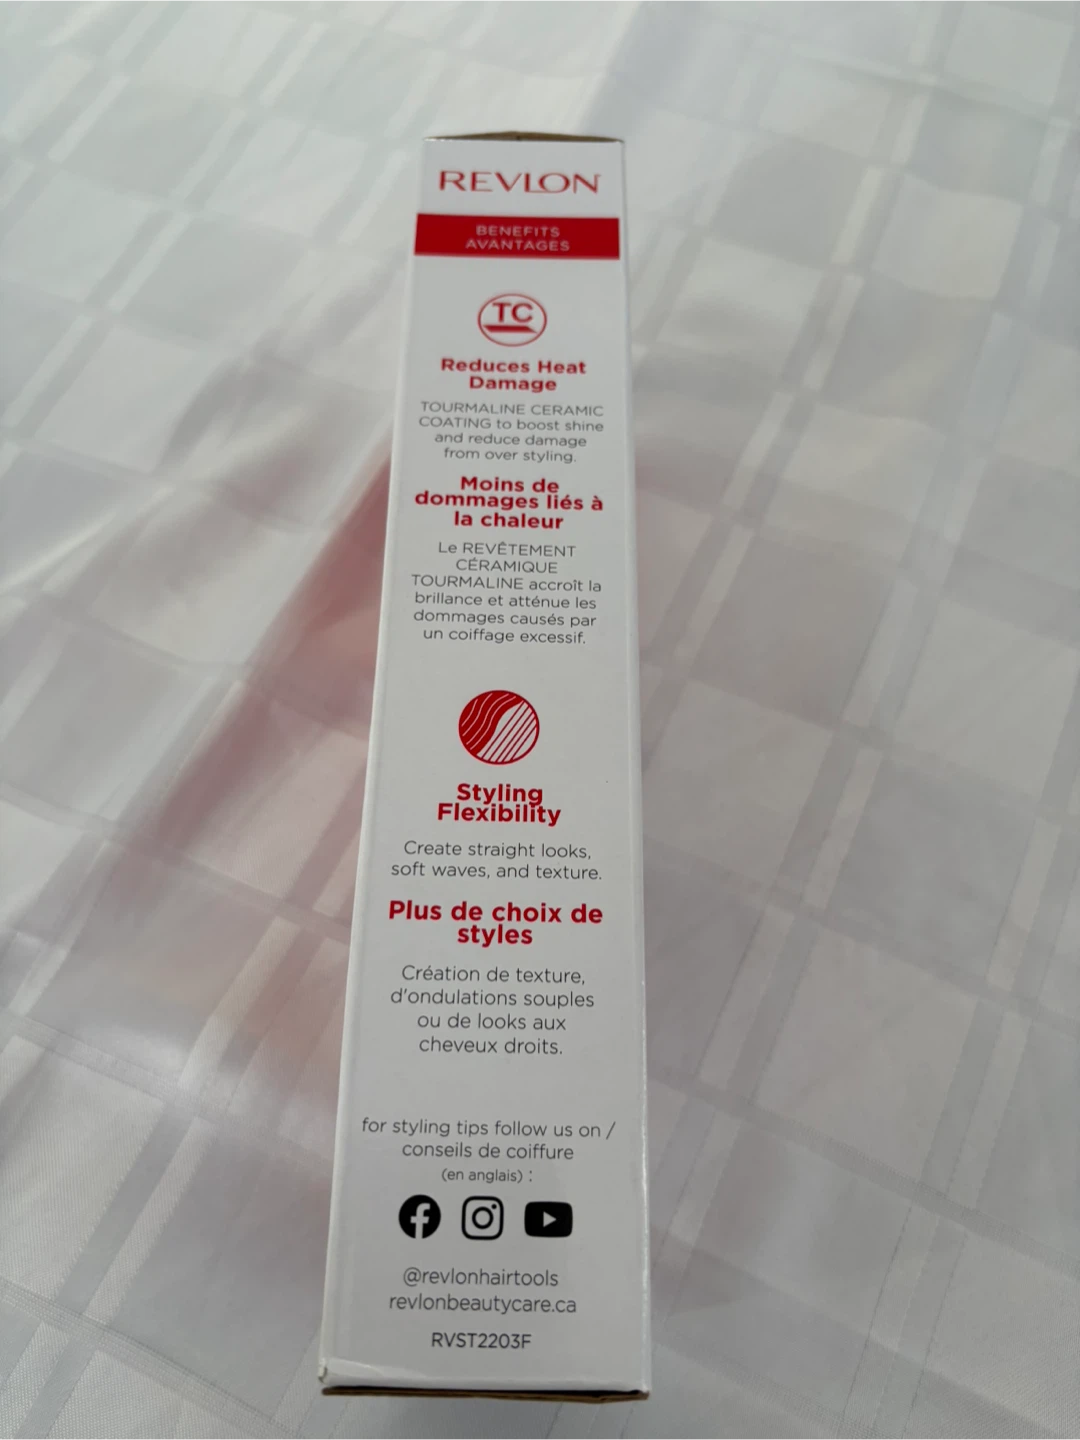 REVLON
BENEFITS
AVANTAGES
TC
Reduces Heat
Damage
TOURMALINE CERAMIC
COATING to boost shine
and reduce damage
from over styling.
Moins de
dommages liés à
la chaleur
Le REVÊTEMENT
CÉRAMIQUE
TOURMALINE accroît la
brillance et atténue les
dommages causés par
un coiffage excessif.
Styling
Flexibility
Create straight looks,
soft waves, and texture.
Plus de choix de
styles
Création de texture,
d'ondulations souples
ou de looks aux
cheveux droits.
for styling tips follow us on /
conseils de coiffure
(en anglais) :
@revlonhairtools
revlonbeautycare.ca
RVST2203F